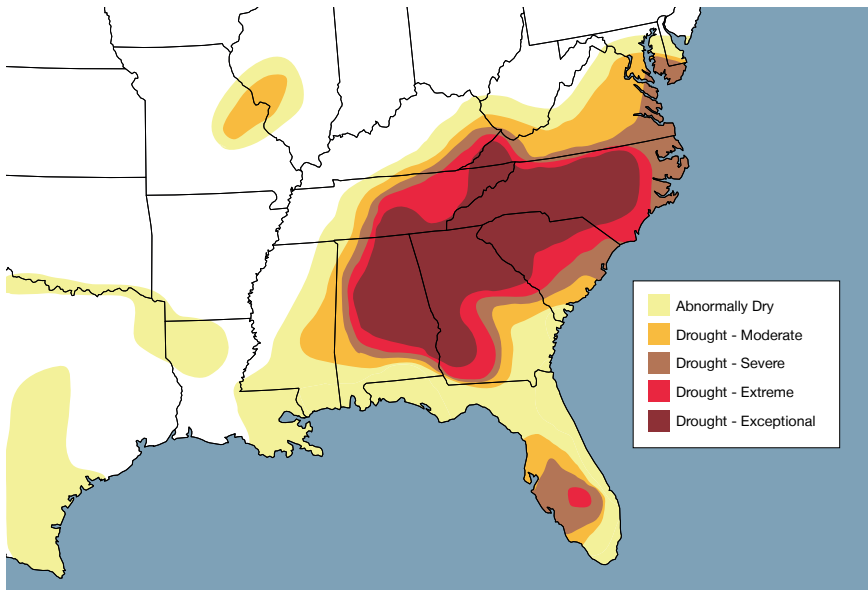 Abnormally Dry
Drought - Moderate
Drought - Severe
Drought - Extreme
Drought - Exceptional